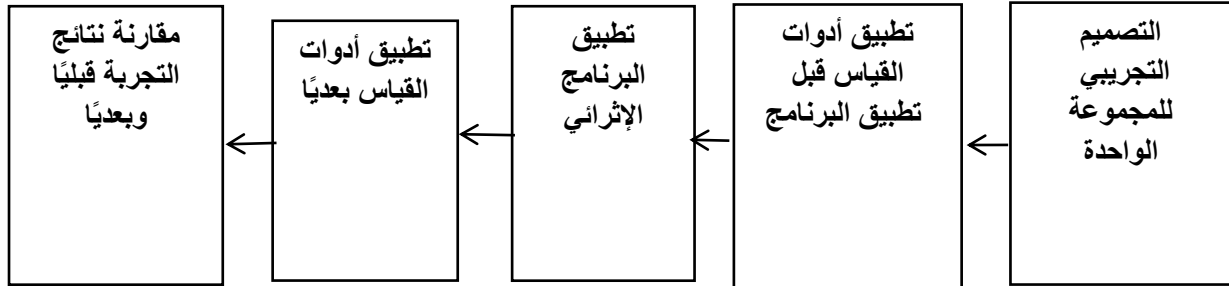 التصميم
التجريبي
للمجموعة
الواحدة
تطبيق أدوات
القياس قبل
تطبيق البرنامج
تطبيق
البرنامج
الإثرائي
تطبيق أدوات
القياس بعديًا
مقارنة نتائج
التجربة قبليًا
وبعديًا